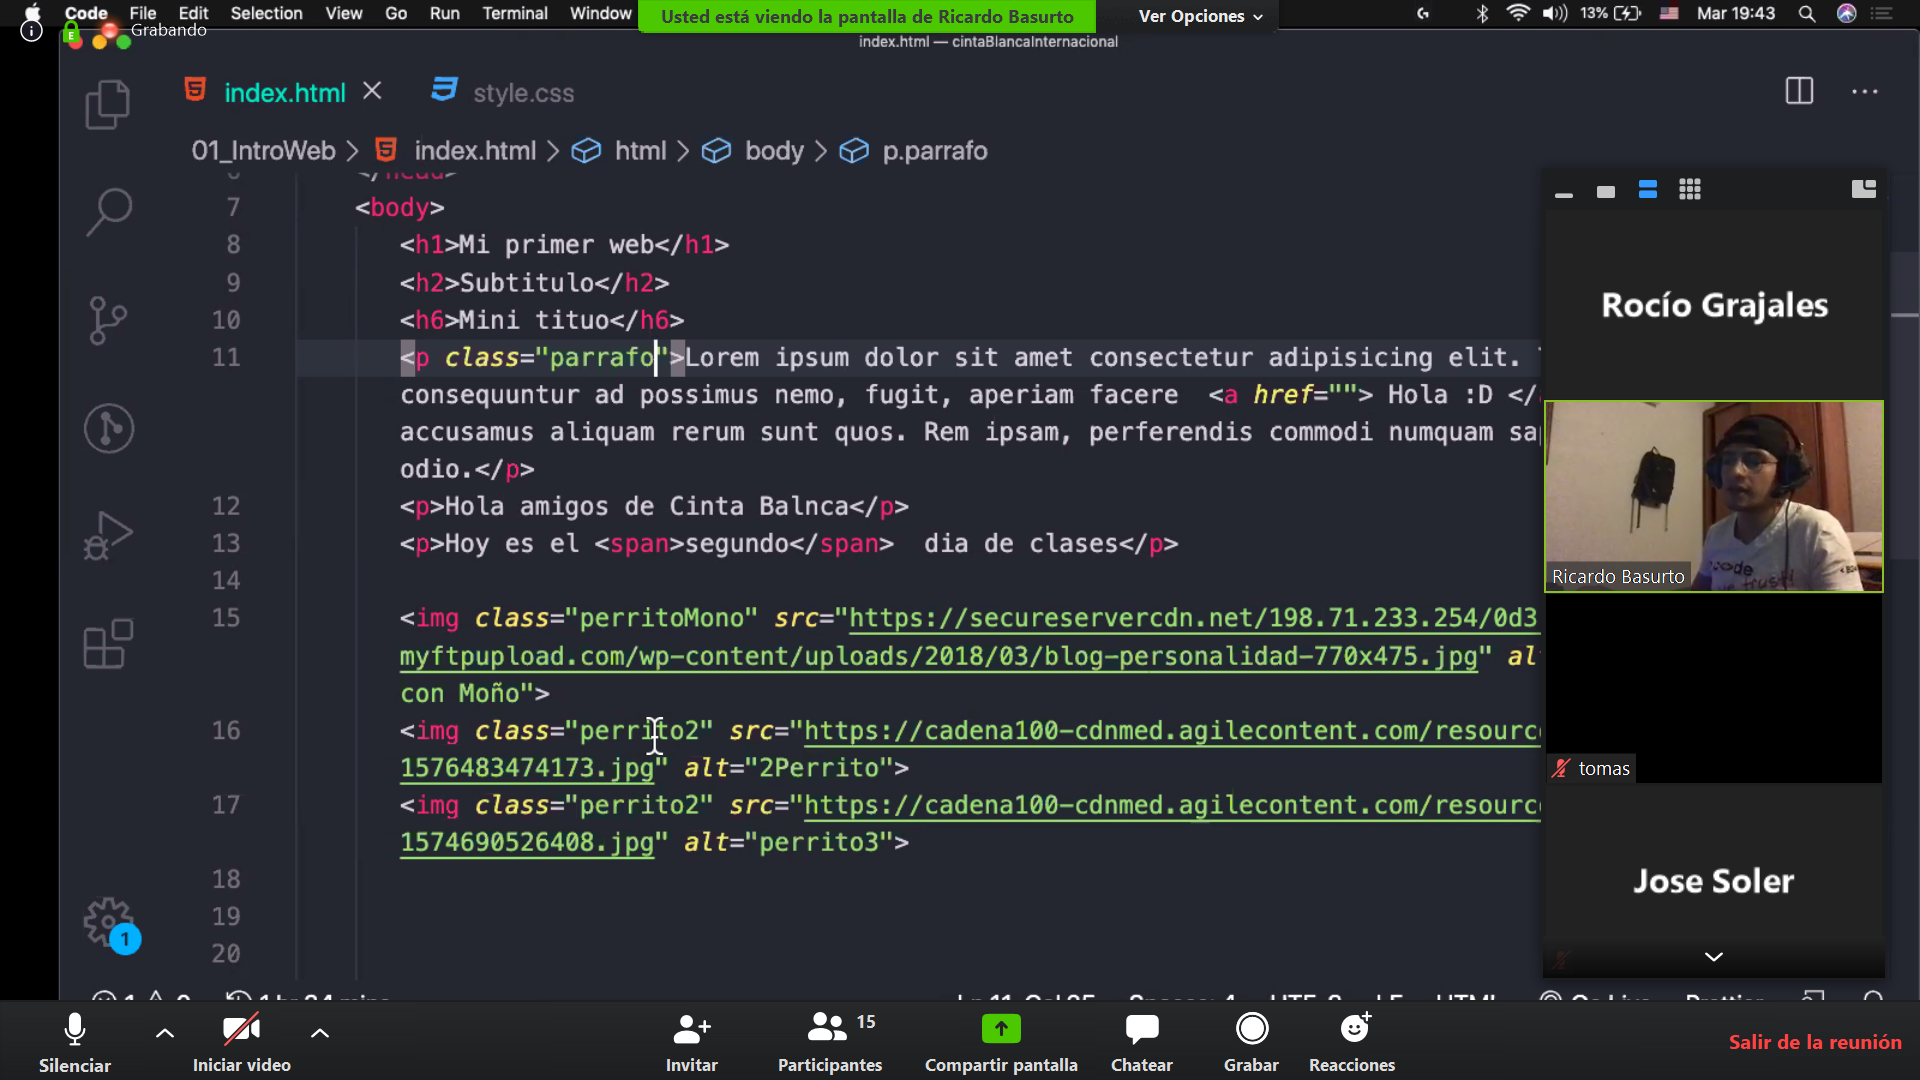 Code File Edit Selection View Go Run Terminal Window
Usted está viendo la pantalla de Ricardo Basurto
Ver Opciones
13%
Mar 19:43
Grabando
index.html — cintaBlancaInternacional
index.html
style.css
01_IntroWeb > index.html > html > body > p.parrafo
7 <body>
8 <h1>Mi primer web</h1>
9 <h2>Subtitulo</h2>
10 <h6>Mini tituo</h6>
11 <p class="parrafo">Lorem ipsum dolor sit amet consectetur adipisicing elit.
consequuntur ad possimus nemo, fugit, aperiam facere <a href=""> Hola :D </
accusamus aliquam rerum sunt quos. Rem ipsam, perferendis commodi numquam
odio.</p>
12 <p>Hola amigos de Cinta Balnca</p>
13 <p>Hoy es el <span>segundo</span> dia de clases</p>
14
15 <img class="perritoMono" src="https://secureservercdn.net/198.71.233.254/0d3
myftpupload.com/wp-content/uploads/2018/03/blog-personalidad-770x475.jpg" al
con Moño">
16 <img class="perrito2" src="https://cadena100-cdnmed.agilecontent.com/resourc
1576483474173.jpg" alt="2Perrito">
17 <img class="perrito2" src="https://cadena100-cdnmed.agilecontent.com/resourc
1574690526408.jpg" alt="perrito3">
18
19
20
1
Rocío Grajales
Ricardo Basurto
tomas
Jose Soler
Silenciar
Iniciar video
Invitar
15
Participantes
Compartir pantalla
Chatear
Grabar
Reacciones
Salir de la reunión